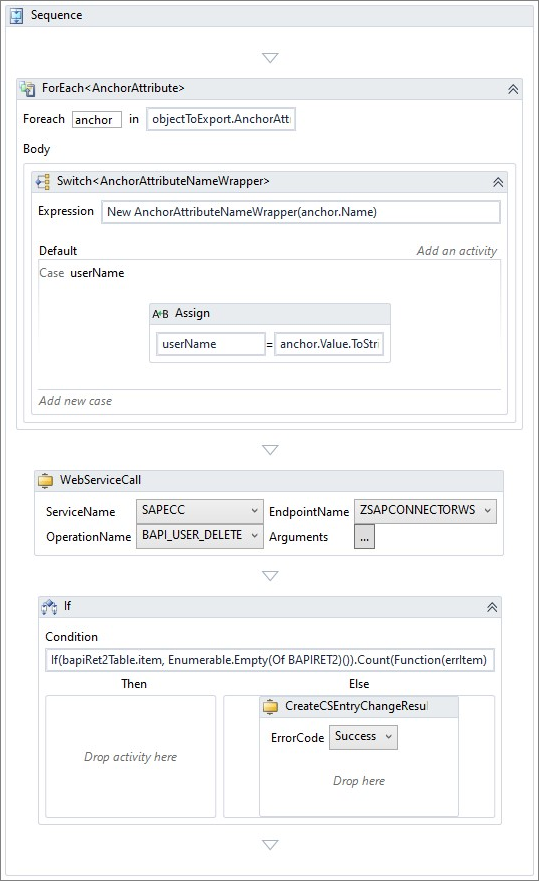 Sequence
ForEach<AnchorAttribute>
Foreach anchor in objectToExport.AnchorAtt
Body
Switch<AnchorAttributeNameWrapper>
Expression New AnchorAttributeNameWrapper(anchor.Name)
Default Add an activity
Case userName
A+B Assign
userName = anchor.Value.ToStri
Add new case
WebServiceCall
ServiceName SAPECC EndpointName ZSAPCONNECTORWS
OperationName BAPI_USER_DELETE Arguments ...
If
Condition
If(bapiRet2Table.item, Enumerable.Empty(Of BAPIRET2)()).Count(Function(errItem)
Then Else
CreateCSEntryChangeResul
ErrorCode Success
Drop activity here
Drop here